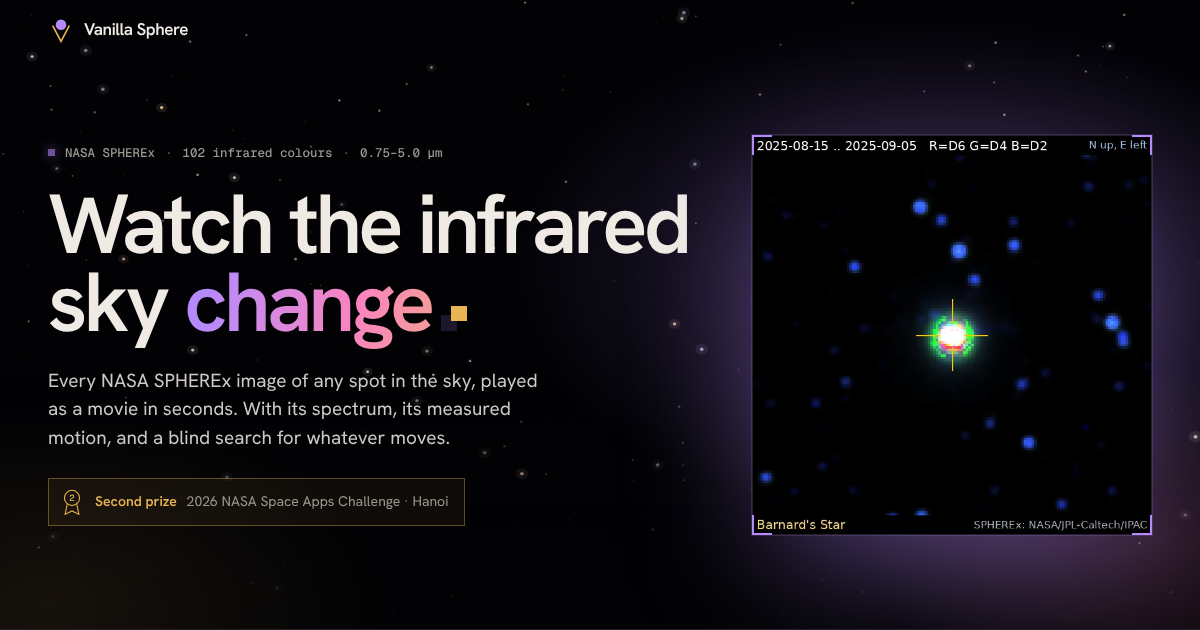 Vanilla Sphere
NASA SPHEREx · 102 infrared colours · 0.75–5.0 µm
Watch the infrared
sky change
Every NASA SPHEREx image of any spot in the sky, played
as a movie in seconds. With its spectrum, its measured
motion, and a blind search for whatever moves.
2 Second prize 2026 NASA Space Apps Challenge · Hanoi
2025-08-15 .. 2025-09-05 R=D6 G=D4 B=D2 N up, E left
Barnard's Star SPHEREx: NASA/JPL-Caltech/IPAC